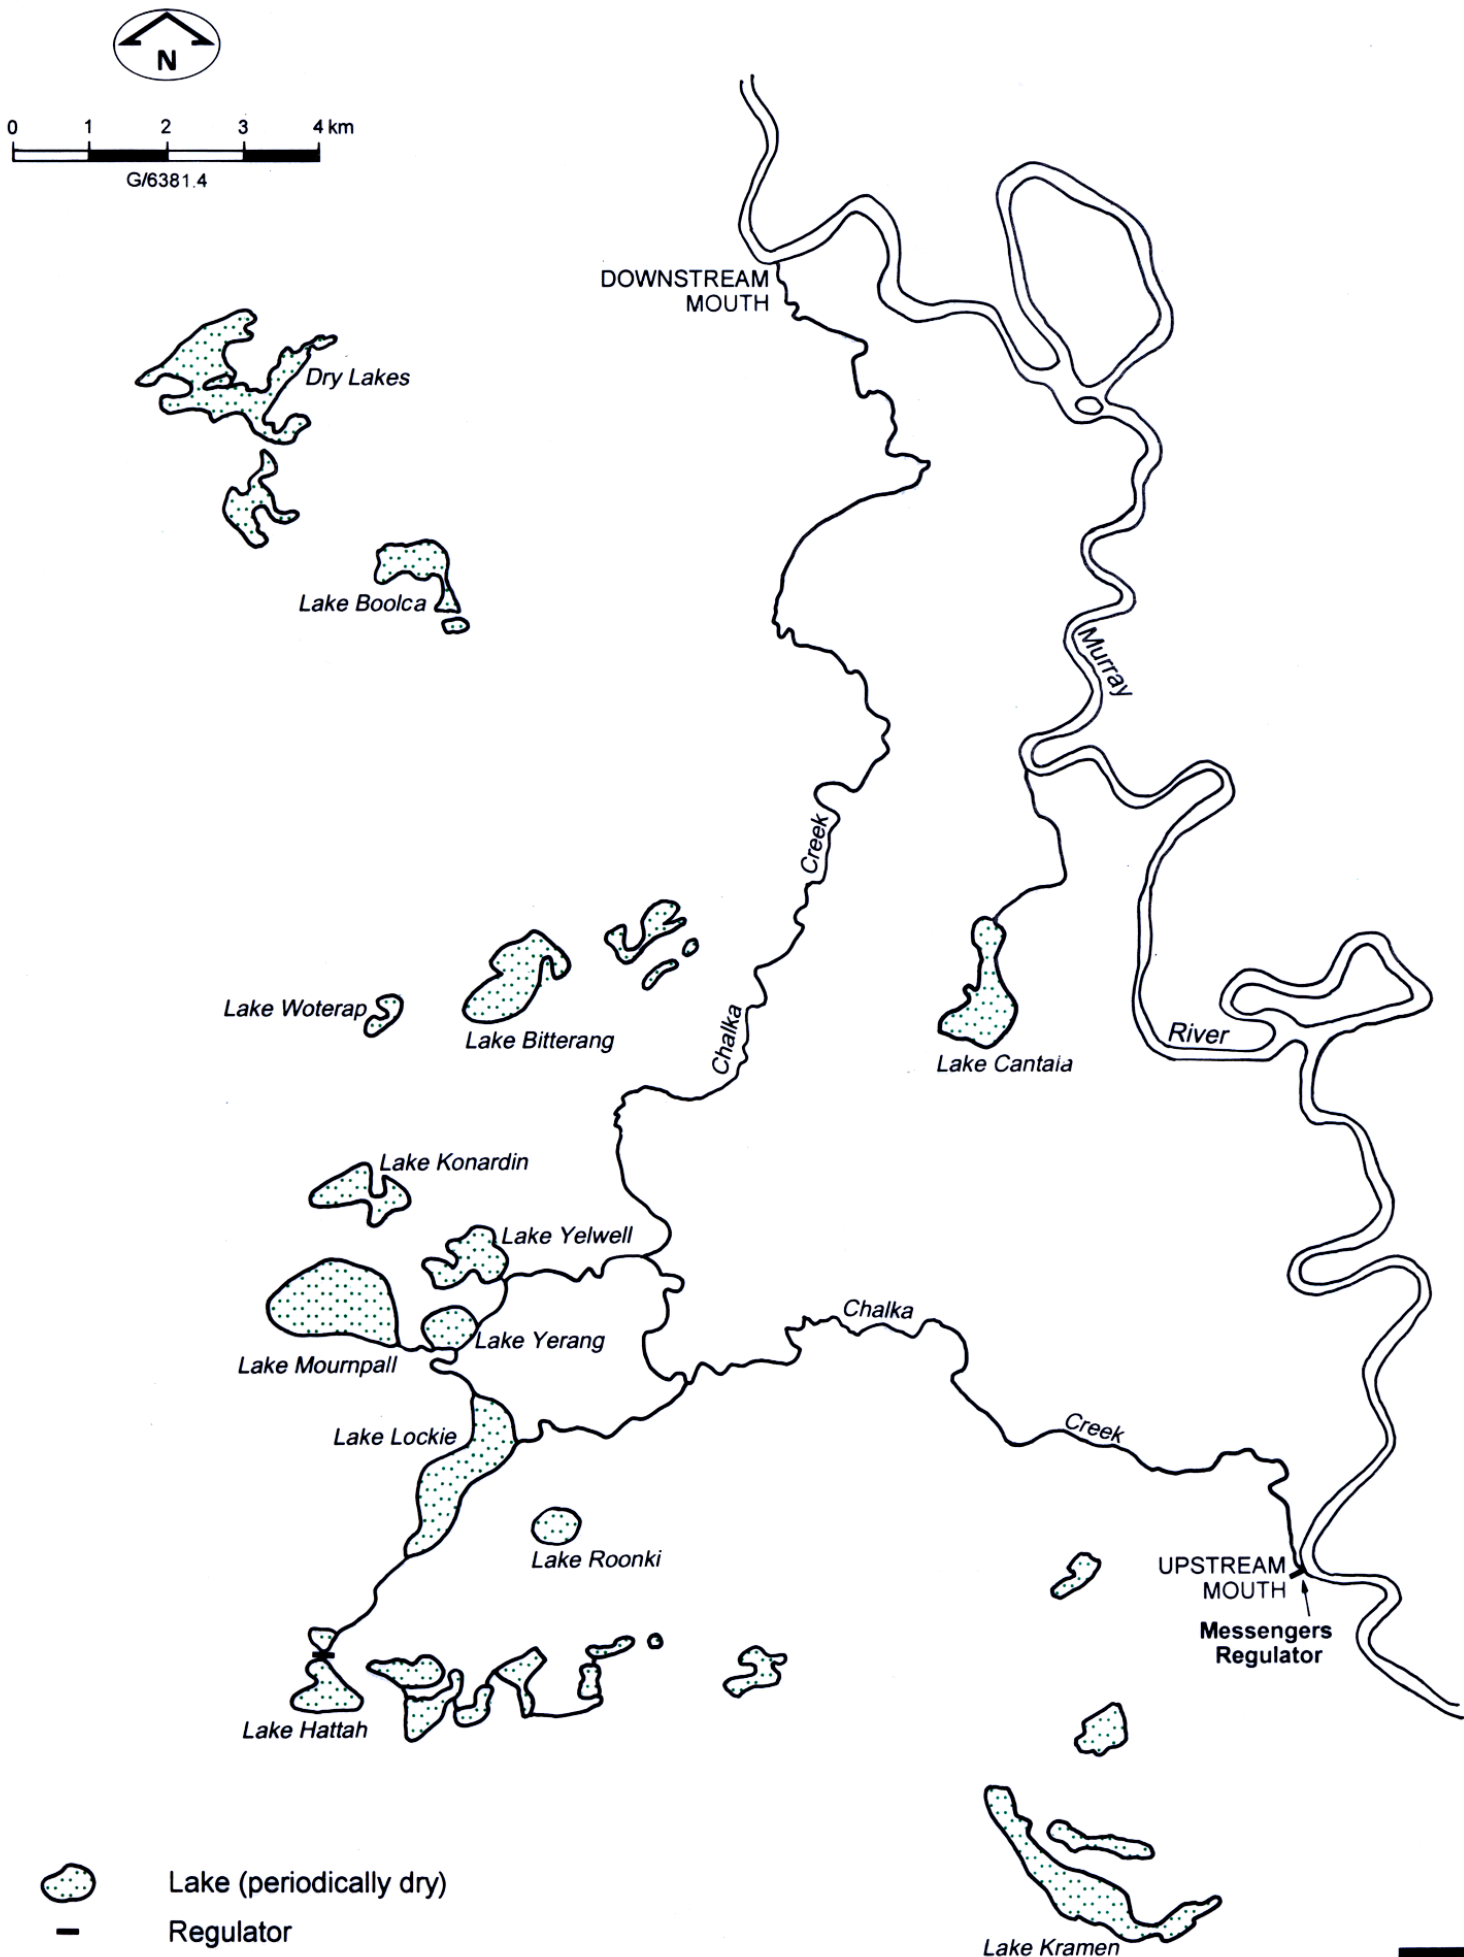 N
0 1 2 3 4 km
G/6381.4
DOWNSTREAM
MOUTH
Dry Lakes
Lake Boolca
Murray
Creek
Lake Woterap
Lake Bitterang
Chalka
River
Lake Cantala
Lake Konardin
Lake Yelwell
Chalka
Lake Yerang
Lake Mournpall
Lake Lockie
Creek
Lake Roonki
UPSTREAM
MOUTH
Messengers
Regulator
Lake Hattah
Lake (periodically dry)
Regulator
Lake Kramen